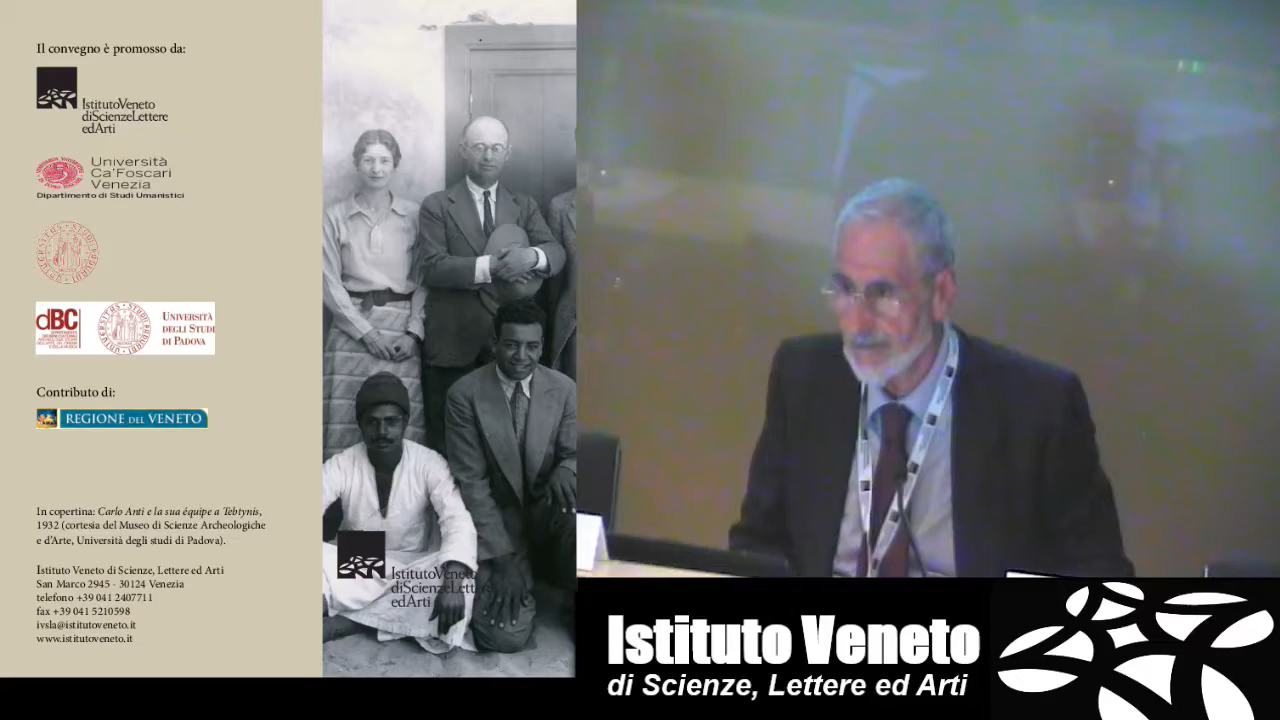 Il convegno è promosso da:
IstitutoVeneto
diScienzeLettere
edArti
Università
Ca'Foscari
Venezia
Dipartimento di Studi Umanistici
dBC
UNIVERSITÀ
DEGLI STUDI
DI PADOVA
Contributo di:
REGIONE DEL VENETO
In copertina: Carlo Anti e la sua équipe a Tebtynis,
1932 (cortesia del Museo di Scienze Archeologiche
e d'Arte, Università degli studi di Padova).
Istituto Veneto di Scienze, Lettere ed Arti
San Marco 2945 - 30124 Venezia
telefono +39 041 2407711
fax +39 041 5210598
ivsla@istitutoveneto.it
www.istitutoveneto.it
IstitutoVeneto
diScienzeLettere
edArti
Istituto Veneto
di Scienze, Lettere ed Arti